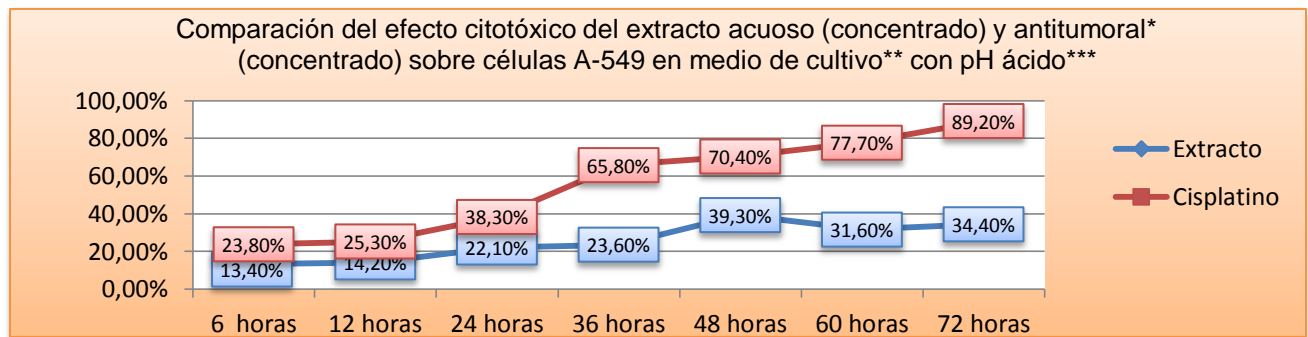 Comparación del efecto citotóxico del extracto acuoso (concentrado) y antitumoral*
(concentrado) sobre células A-549 en medio de cultivo** con pH ácido***
100,00%
80,00%
60,00%
40,00%
20,00%
0,00%
23,80%
25,30%
38,30%
65,80%
70,40%
77,70%
89,20%
13,40%
14,20%
22,10%
23,60%
39,30%
31,60%
34,40%
6 horas
12 horas
24 horas
36 horas
48 horas
60 horas
72 horas
Extracto
Cisplatino